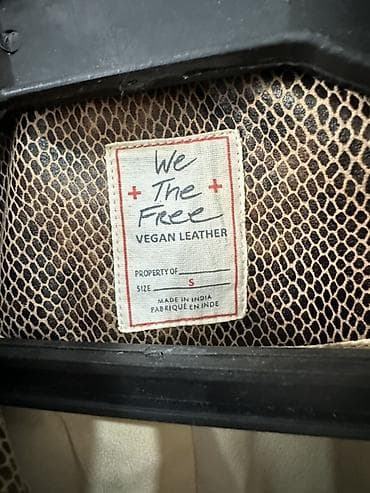 We
+ The +
Free
VEGAN LEATHER
PROPERTY OF
SIZE S
MADE IN INDIA
FABRIQUÉ EN INDE